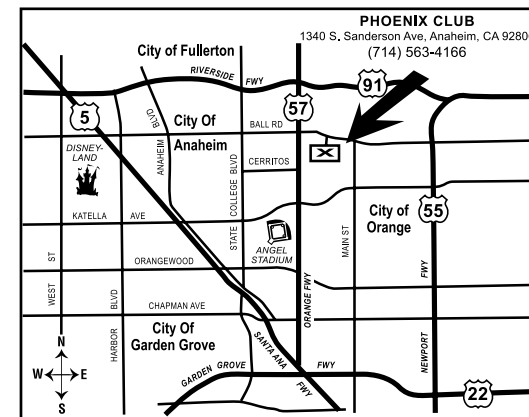 PHOENIX CLUB
1340 S. Sanderson Ave, Anaheim, CA 92806
(714) 563-4166
City of Fullerton
RIVERSIDE
FWY
91
5
57
BLVD
City Of
Anaheim
BALL RD
DISNEY-
LAND
ANAHEIM
STATE COLLEGE BLVD
CERRITOS
KATELLA AVE
City of
Orange
55
ANGEL
STADIUM
MAIN ST
WEST ST
ORANGEWOOD
HARBOR BLVD
CHAPMAN AVE
ORANGE FWY
NEWPORT FWY
City Of
Garden Grove
SANTA ANA
FWY
GARDEN GROVE FWY
22
N
W E
S